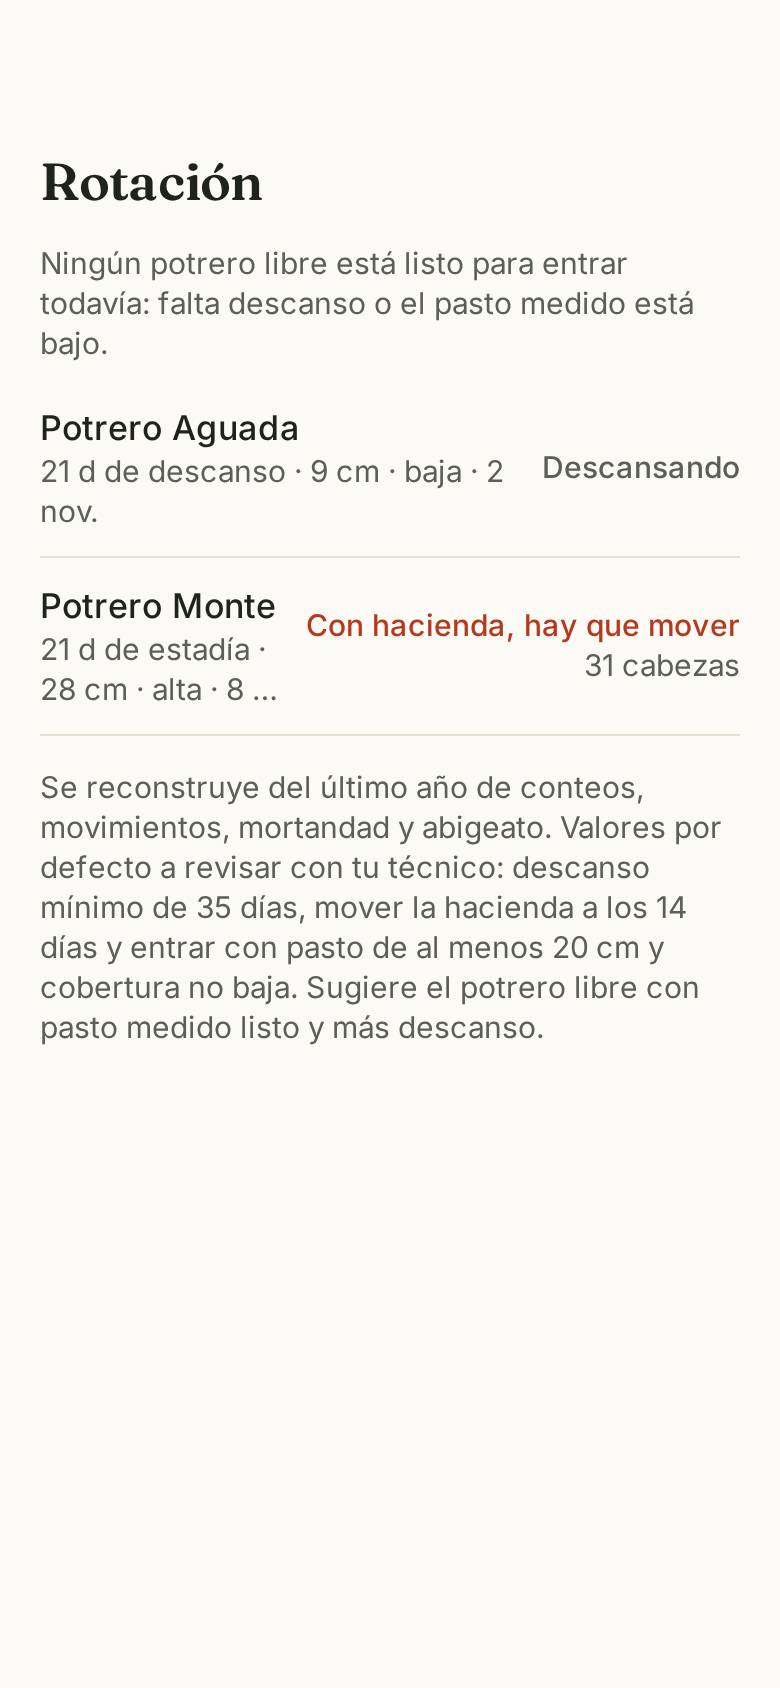 Rotación
Ningún potrero libre está listo para entrar
todavía: falta descanso o el pasto medido está
bajo.
Potrero Aguada
21 d de descanso · 9 cm · baja · 2
nov.
Descansando
Potrero Monte
21 d de estadía ·
28 cm · alta · 8 ...
Con hacienda, hay que mover
31 cabezas
Se reconstruye del último año de conteos,
movimientos, mortandad y abigeato. Valores por
defecto a revisar con tu técnico: descanso
mínimo de 35 días, mover la hacienda a los 14
días y entrar con pasto de al menos 20 cm y
cobertura no baja. Sugiere el potrero libre con
pasto medido listo y más descanso.